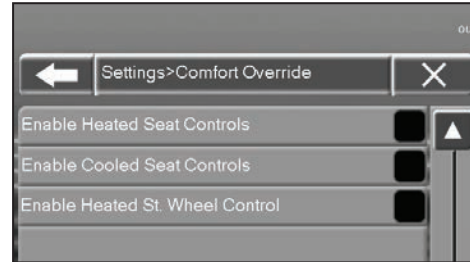 Settings>Comfort Override
Enable Heated Seat Controls
Enable Cooled Seat Controls
Enable Heated St. Wheel Control